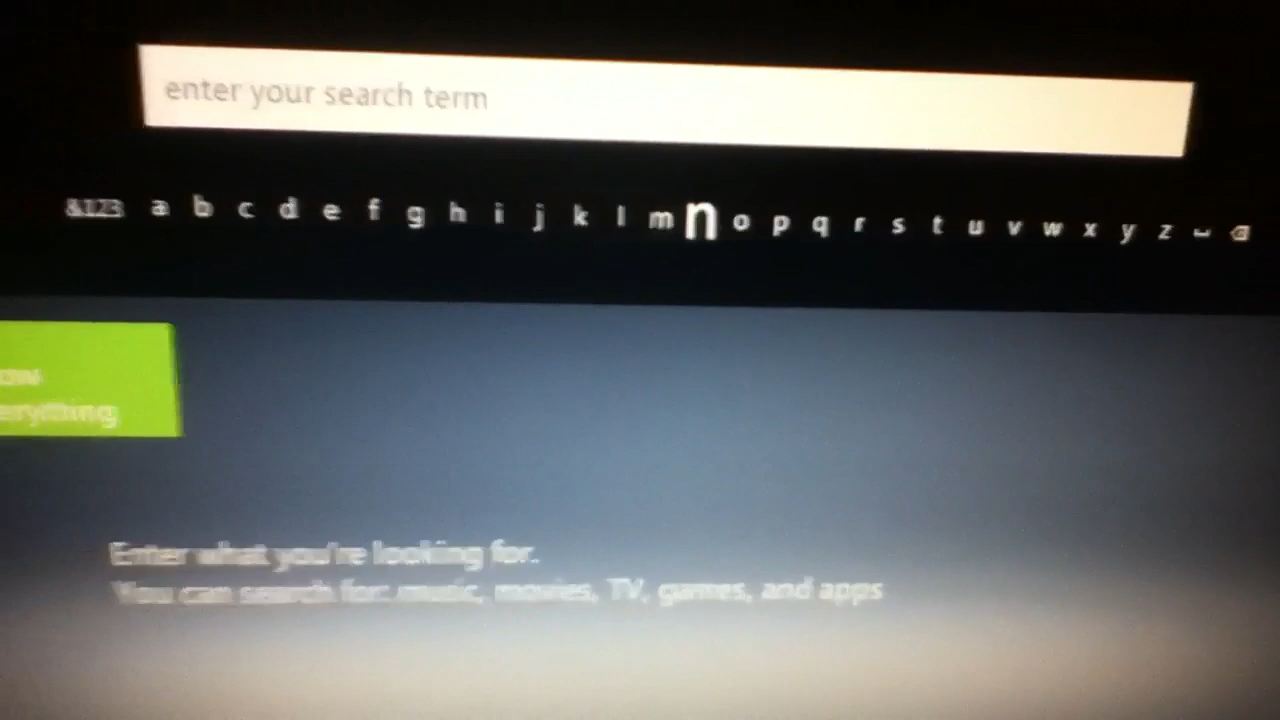 enter your search term
&123 a b c d e f g h i j k l m n o p q r s t u v w x y z
erything
Enter what you're looking for.
You can search for: music, movies, TV, games, and apps